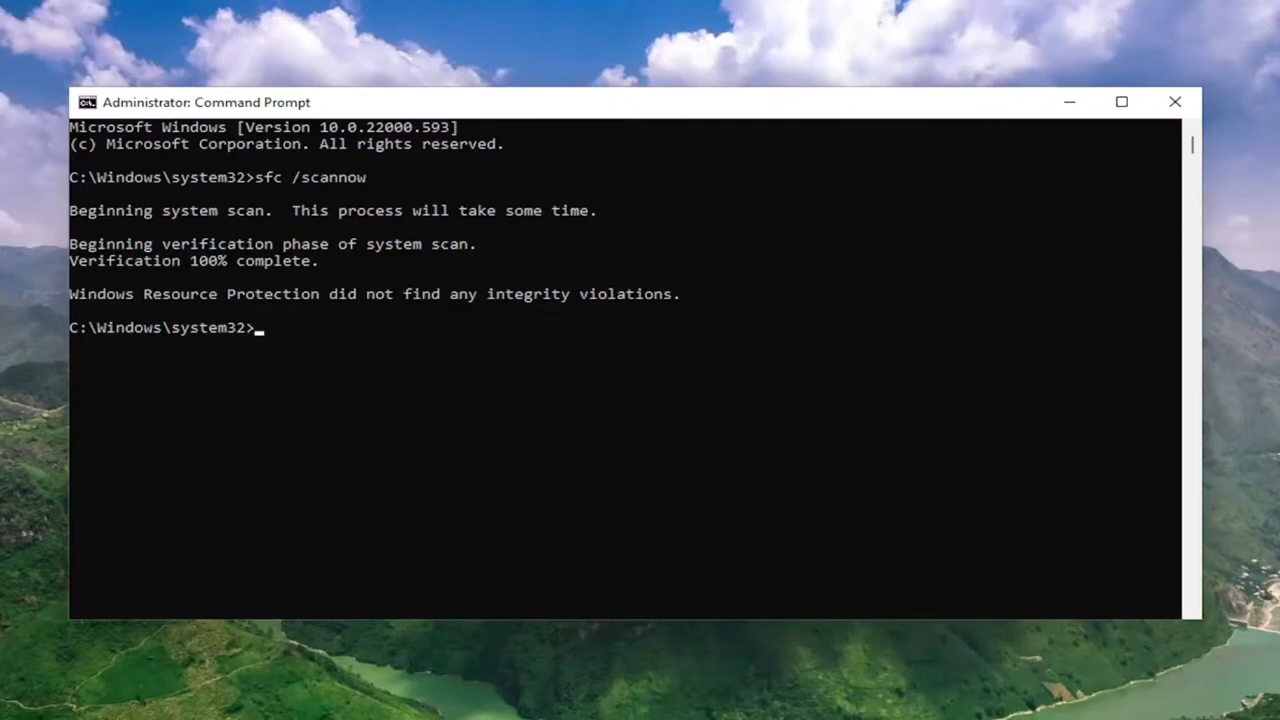 Administrator: Command Prompt
Microsoft Windows [Version 10.0.22000.593]
(c) Microsoft Corporation. All rights reserved.
C:\Windows\system32>sfc /scannow
Beginning system scan.  This process will take some time.
Beginning verification phase of system scan.
Verification 100% complete.
Windows Resource Protection did not find any integrity violations.
C:\Windows\system32>